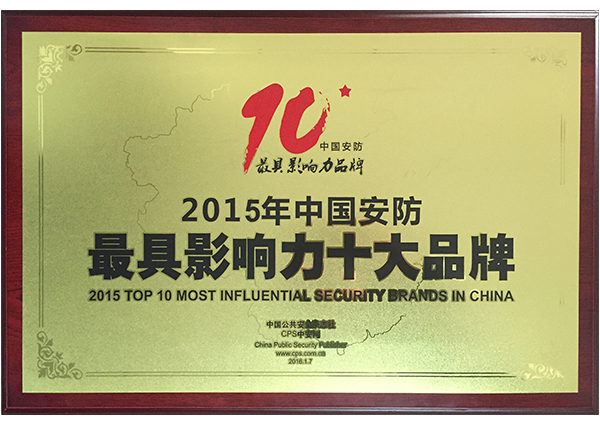 10
中国安防
最具影响力品牌
2015年中国安防
最具影响力十大品牌
2015 TOP 10 MOST INFLUENTIAL SECURITY BRANDS IN CHINA
中国公共安全杂志社
CPS中安网
China Public Security Publisher
www.cps.com.cn
2016.1.7